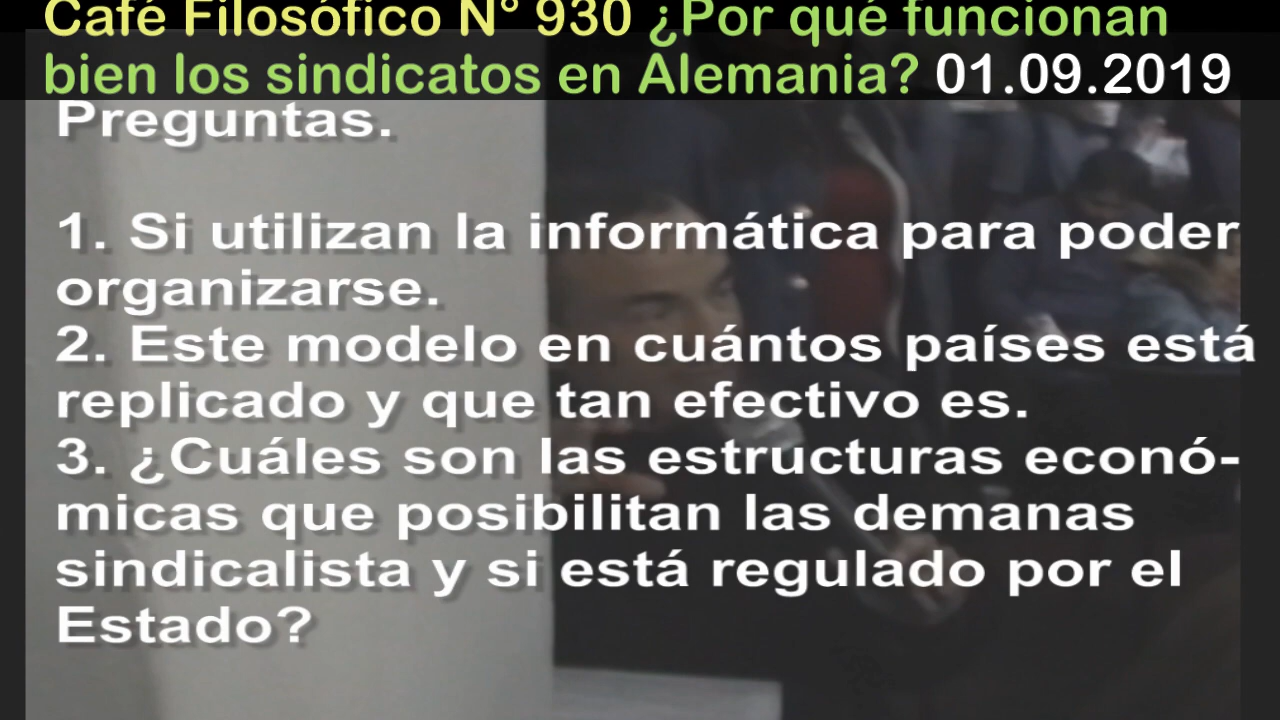 Café Filosófico N° 930 ¿Por qué funcionan
bien los sindicatos en Alemania? 01.09.2019
Preguntas.
1. Si utilizan la informática para poder
organizarse.
2. Este modelo en cuántos países está
replicado y que tan efectivo es.
3. ¿Cuáles son las estructuras econó-
micas que posibilitan las demanas
sindicalista y si está regulado por el
Estado?